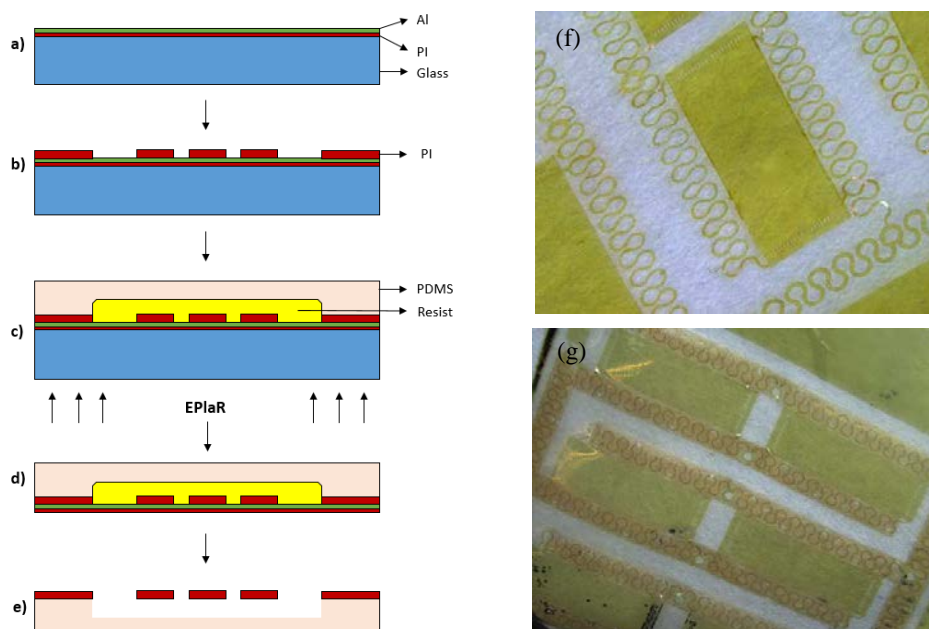 a)
Al
PI
Glass
b)
PI
c)
PDMS
Resist
EPlaR
d)
e)
(f)
(g)